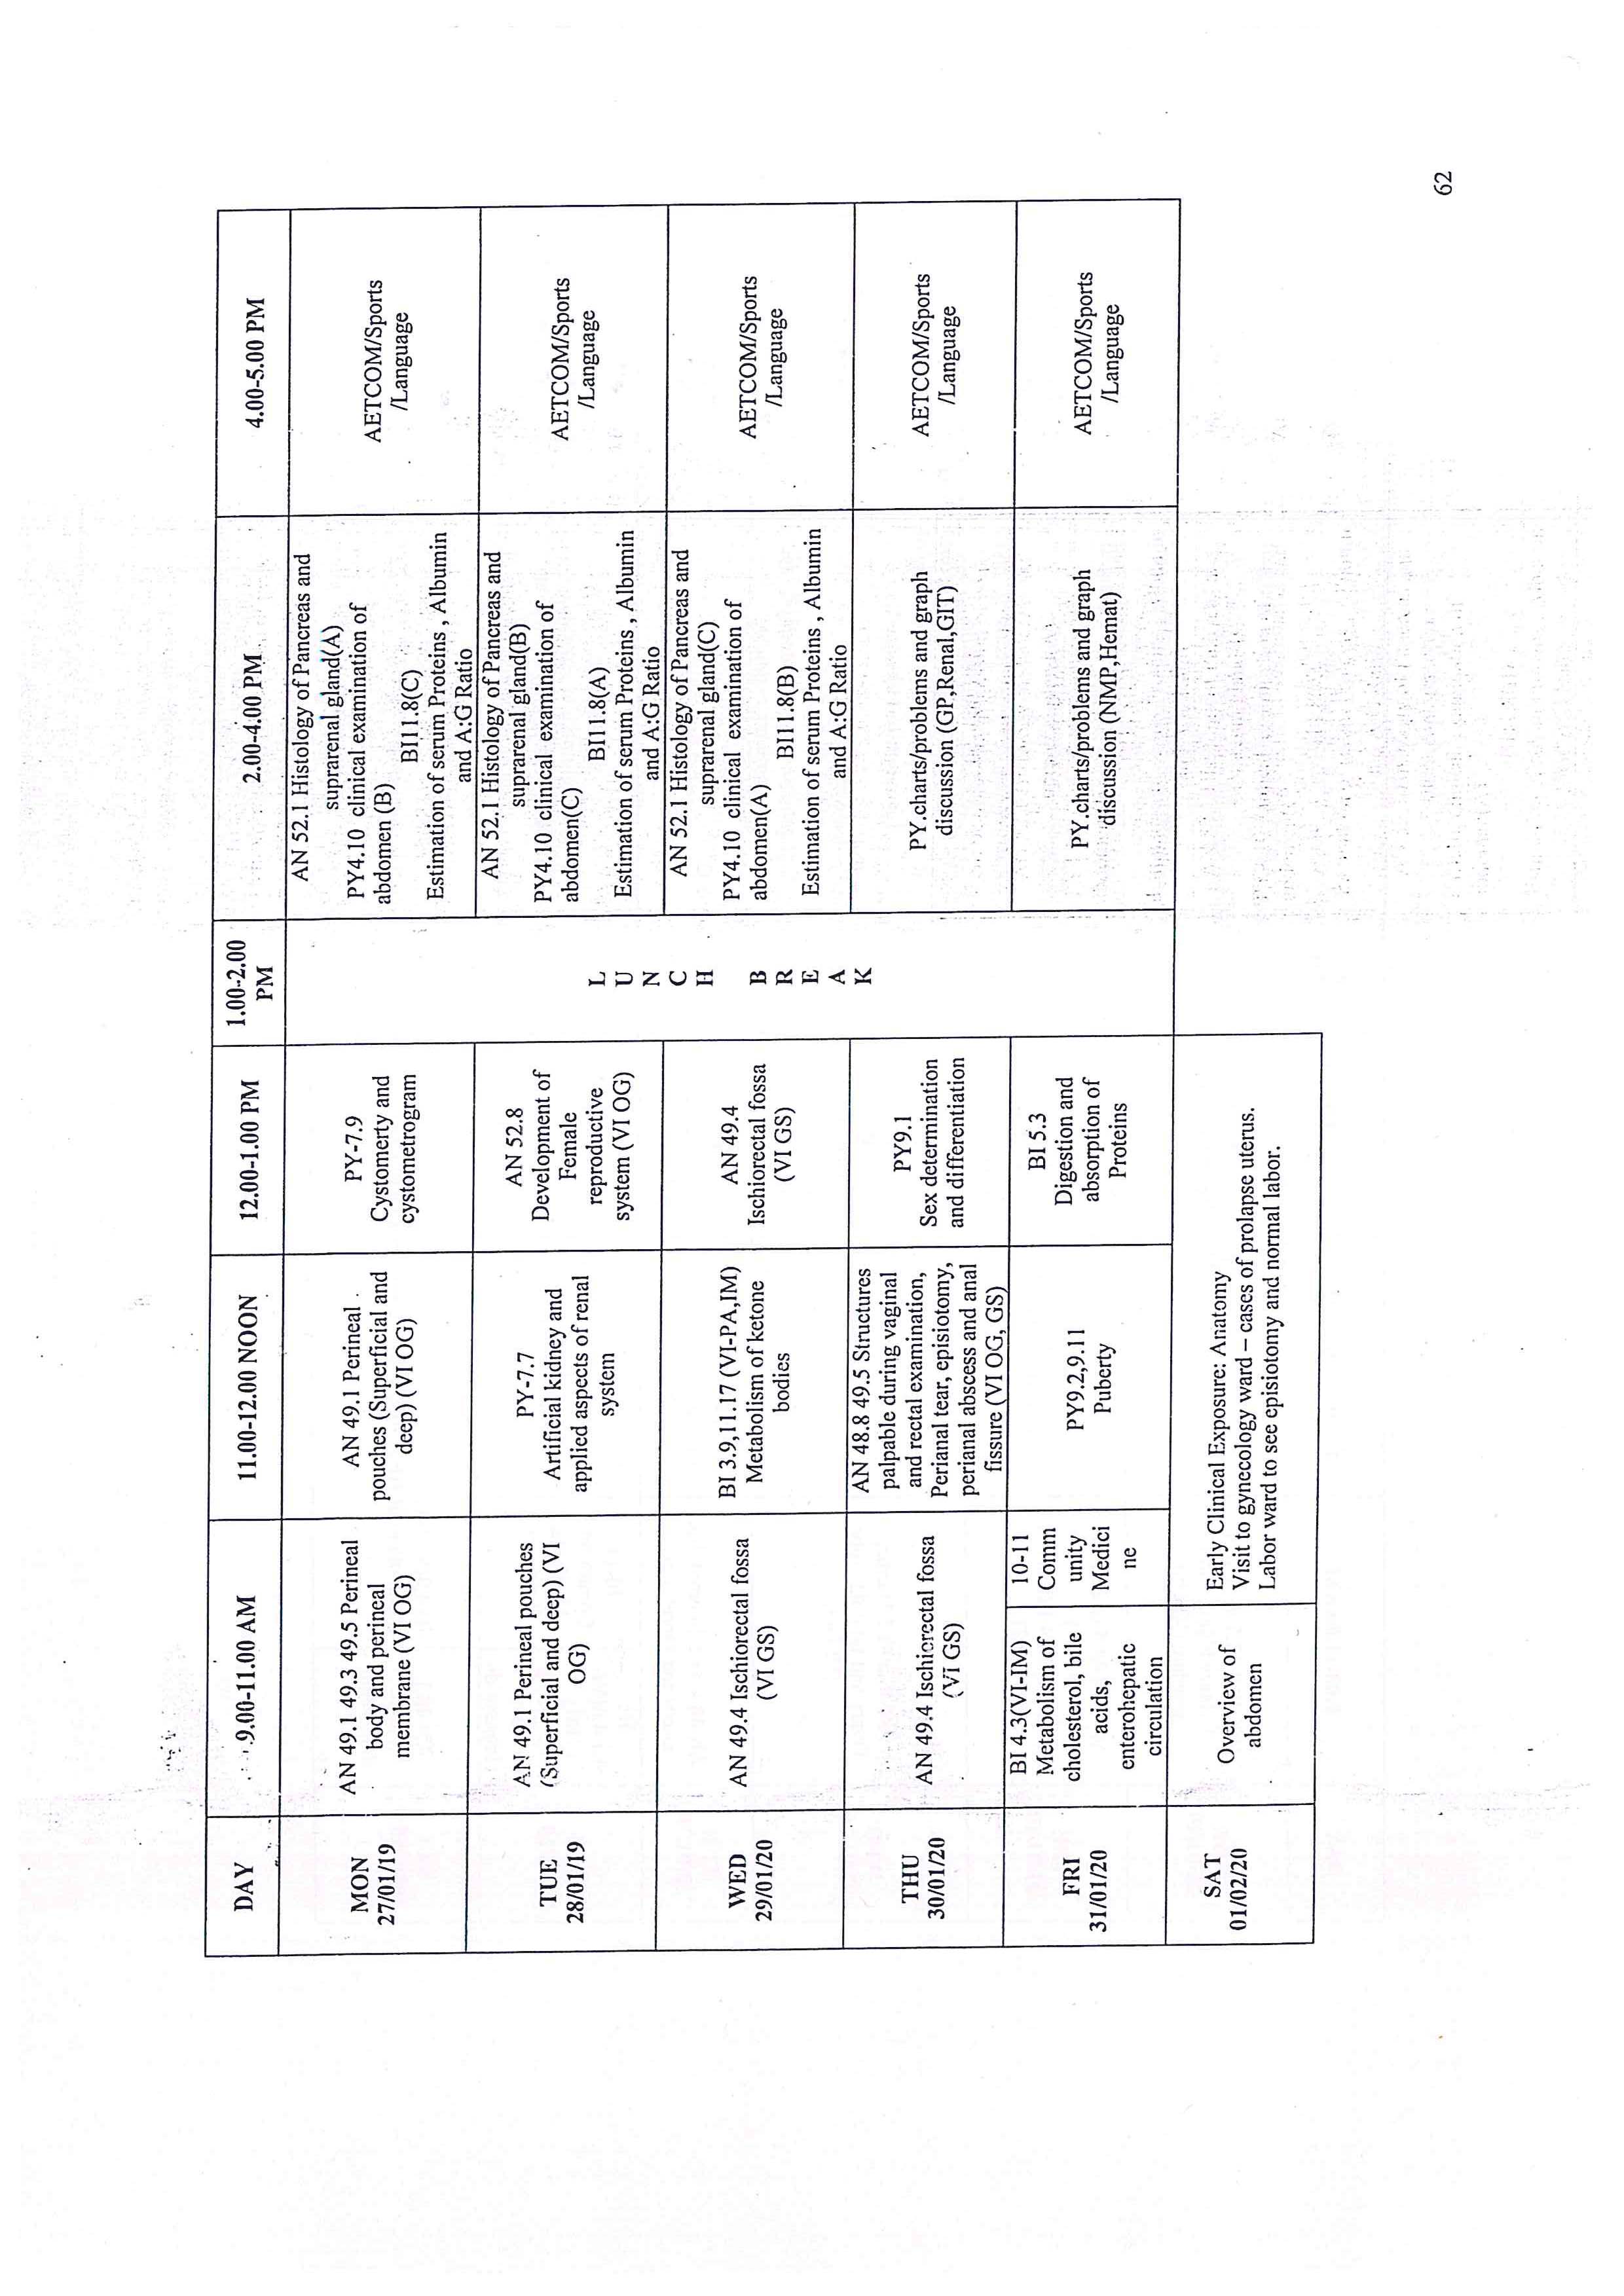 DAY
9.00-11.00 AM
11.00-12.00 NOON
12.00-1.00 PM
1.00-2.00
PM
2.00-4.00 PM
4.00-5.00 PM
MON
27/01/19
AN 49.1 49.3 49.5 Perineal
body and perineal
membrane (VI OG)
AN 49.1 Perineal
pouches (Superficial and
deep) (VI OG)
PY-7.9
Cystomerty and
cystometrogram
L
U
N
C
H
B
R
E
A
K
AN 52.1 Histology of Pancreas and
suprarenal gland(A)
PY4.10 clinical examination of
abdomen (B)
BI11.8(C)
Estimation of serum Proteins , Albumin
and A:G Ratio
AETCOM/Sports
/Language
TUE
28/01/19
AN 49.1 Perineal pouches
(Superficial and deep) (VI
OG)
PY-7.7
Artificial kidney and
applied aspects of renal
system
AN 52.8
Development of
Female
reproductive
system (VI OG)
AN 52.1 Histology of Pancreas and
suprarenal gland(B)
PY4.10 clinical examination of
abdomen(C)
BI11.8(A)
Estimation of serum Proteins , Albumin
and A:G Ratio
AETCOM/Sports
/Language
WED
29/01/20
AN 49.4 Ischiorectal fossa
(VI GS)
BI 3.9,11.17 (VI-PA,IM)
Metabolism of ketone
bodies
AN 49.4
Ischiorectal fossa
(VI GS)
AN 52.1 Histology of Pancreas and
suprarenal gland(C)
PY4.10 clinical examination of
abdomen(A)
BI11.8(B)
Estimation of serum Proteins , Albumin
and A:G Ratio
AETCOM/Sports
/Language
THU
30/01/20
AN 49.4 Ischiorectal fossa
(VI GS)
AN 48.8 49.5 Structures
palpable during vaginal
and rectal examination,
Perianal tear, episiotomy,
perianal abscess and anal
fissure (VI OG, GS)
PY9.1
Sex determination
and differentiation
PY.charts/problems and graph
discussion (GP,Renal,GIT)
AETCOM/Sports
/Language
FRI
31/01/20
BI 4.3(VI-IM)
Metabolism of
cholesterol, bile
acids,
enterohepatic
circulation
10-11
Comm
unity
Medici
ne
PY9.2,9.11
Puberty
BI 5.3
Digestion and
absorption of
Proteins
PY.charts/problems and graph
discussion (NMP,Hemat)
AETCOM/Sports
/Language
SAT
01/02/20
Overview of
abdomen
Early Clinical Exposure: Anatomy
Visit to gynecology ward – cases of prolapse uterus.
Labor ward to see episiotomy and normal labor.
62